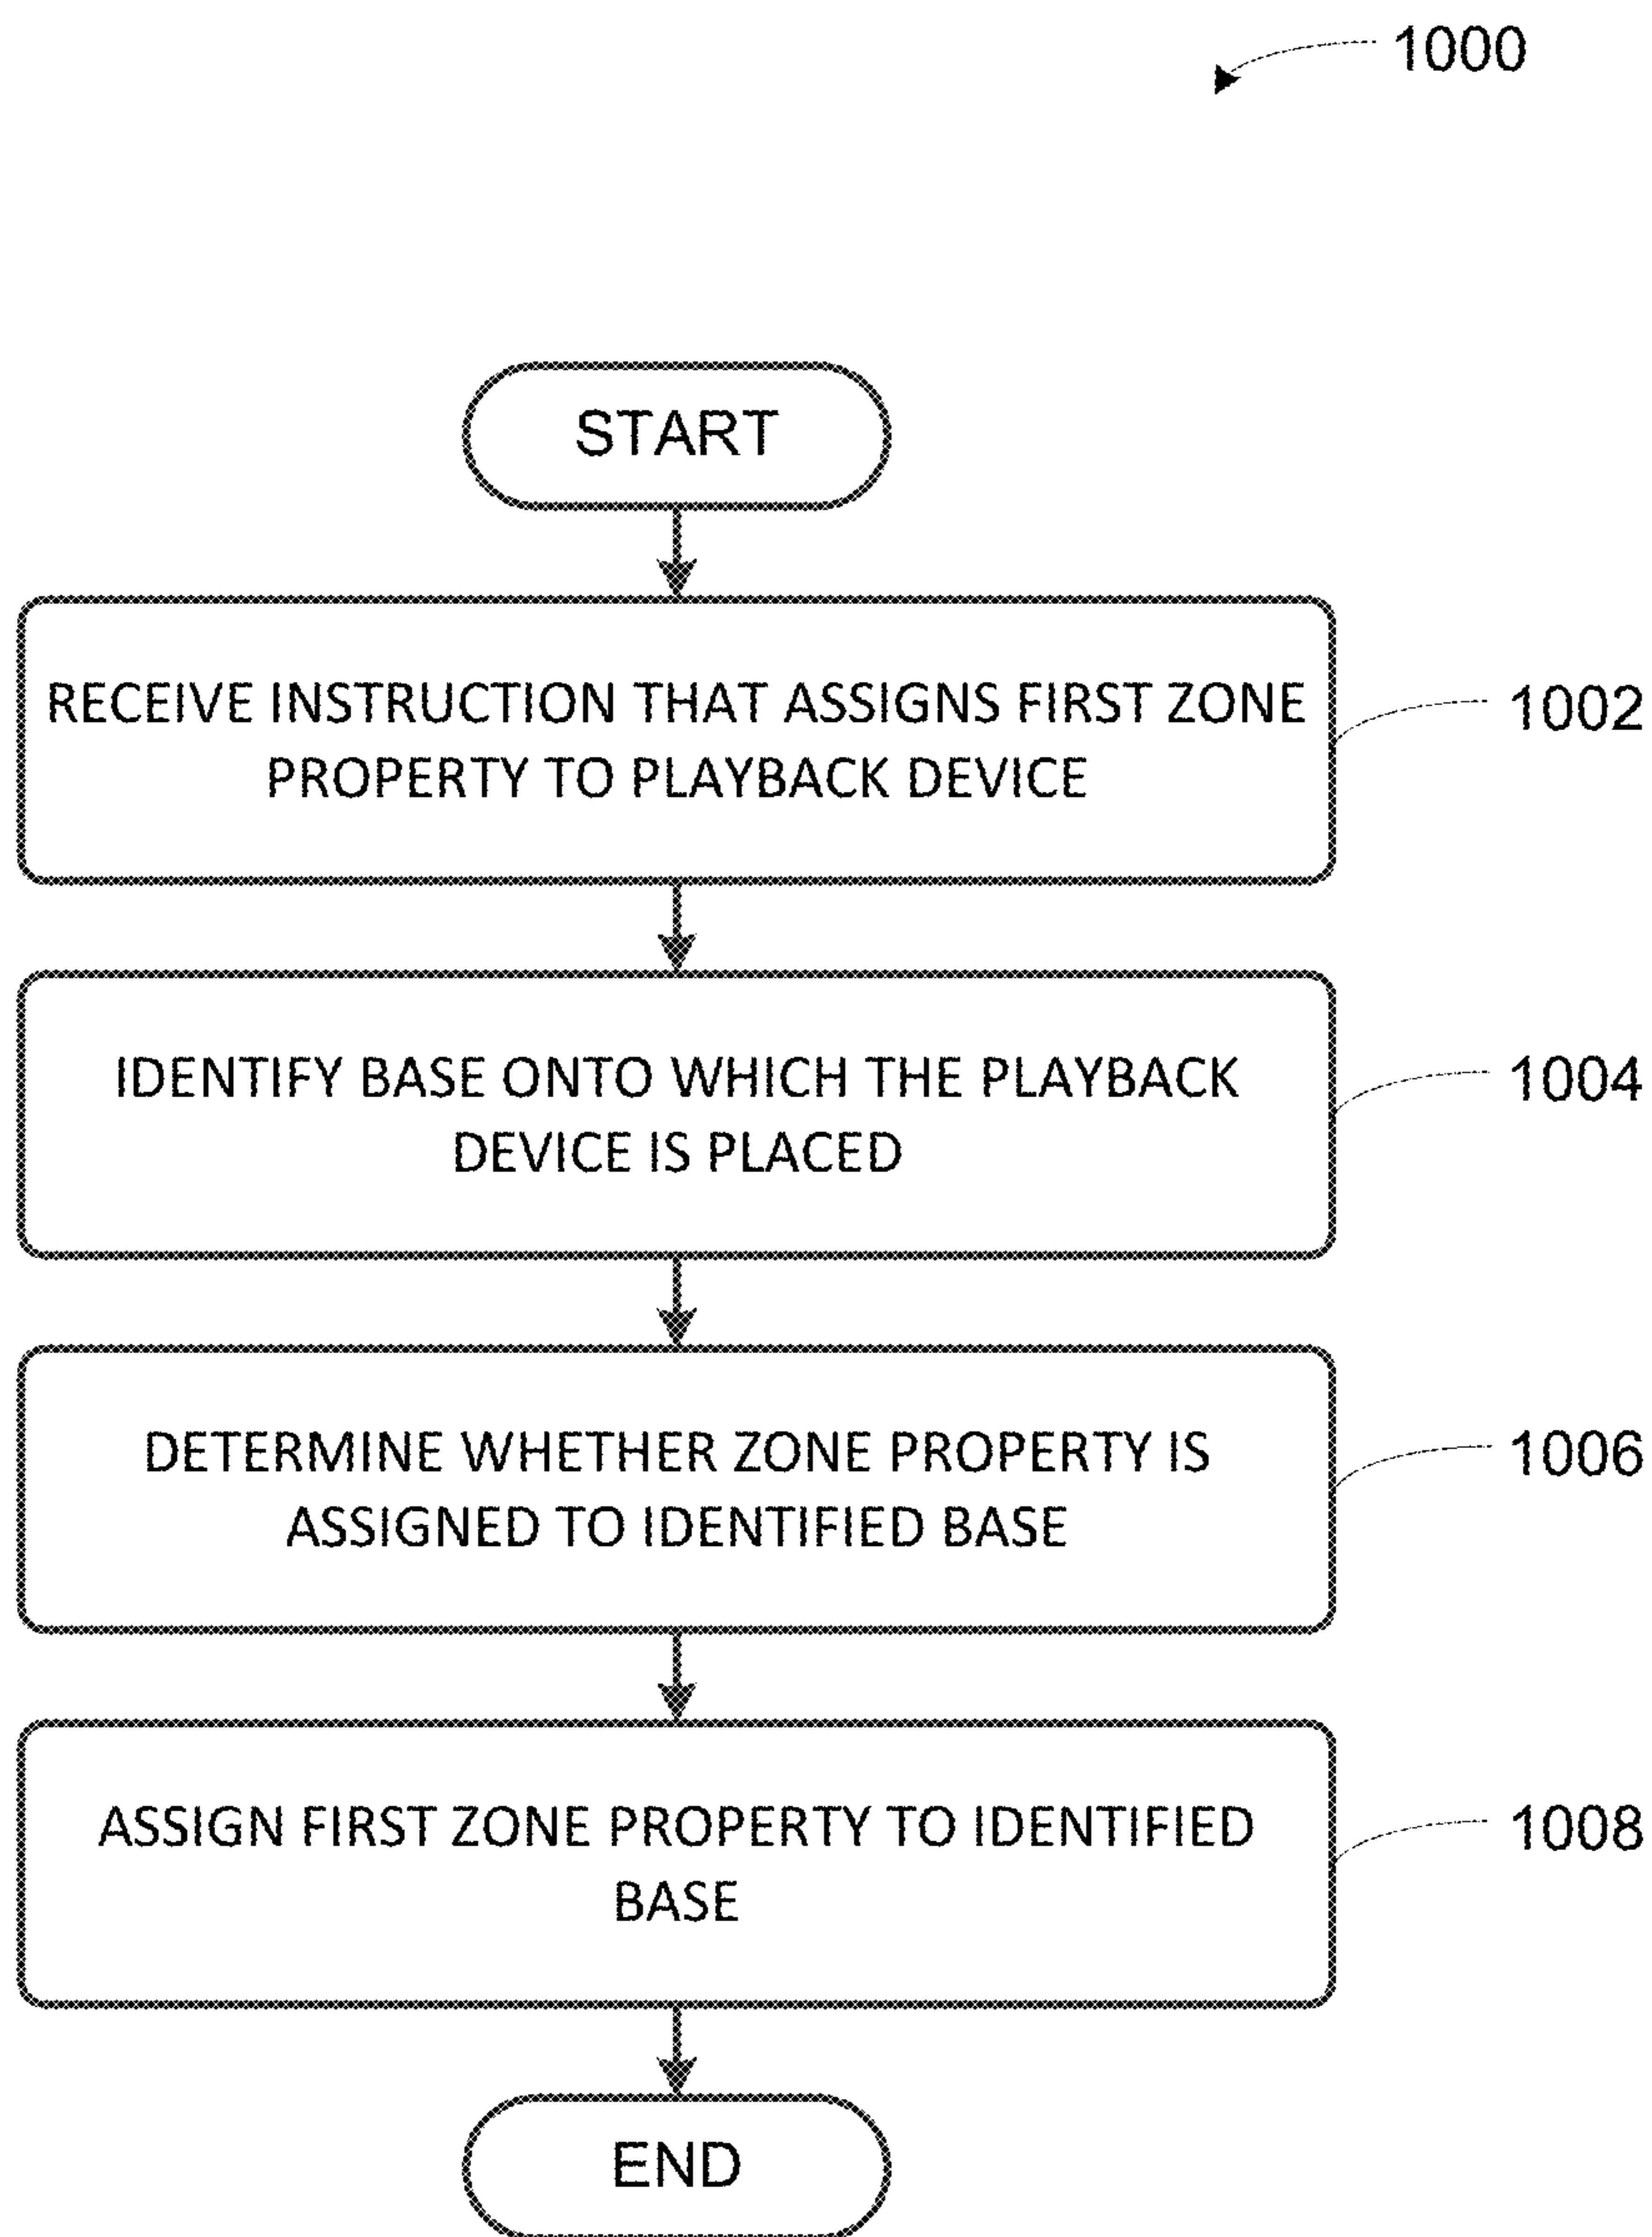 1000
START
RECEIVE INSTRUCTION THAT ASSIGNS FIRST ZONE
PROPERTY TO PLAYBACK DEVICE
1002
IDENTIFY BASE ONTO WHICH THE PLAYBACK
DEVICE IS PLACED
1004
DETERMINE WHETHER ZONE PROPERTY IS
ASSIGNED TO IDENTIFIED BASE
1006
ASSIGN FIRST ZONE PROPERTY TO IDENTIFIED
BASE
1008
END